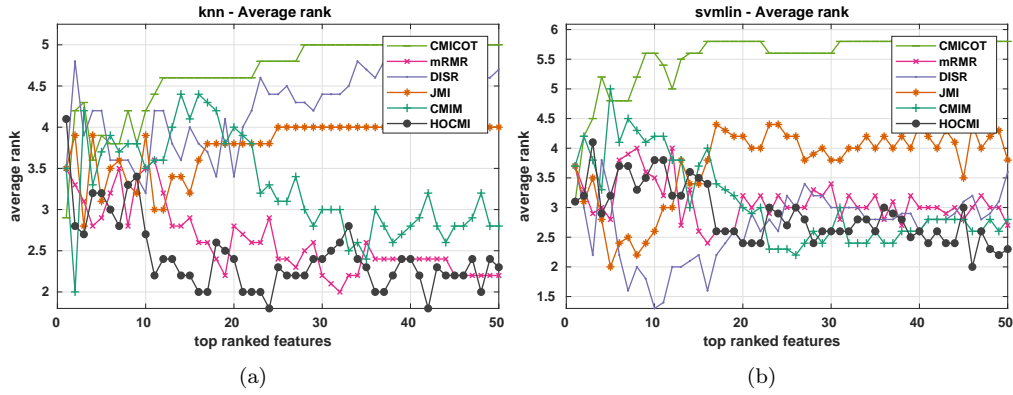 knn - Average rank
5
4.5
4
3.5
3
2.5
2
0
10
20
30
40
50
average rank
top ranked features
CMICOT
mRMR
DISR
JMI
CMIM
HOCMI
(a)
svmlin - Average rank
6
5.5
5
4.5
4
3.5
3
2.5
2
1.5
0
10
20
30
40
50
average rank
top ranked features
CMICOT
mRMR
DISR
JMI
CMIM
HOCMI
(b)